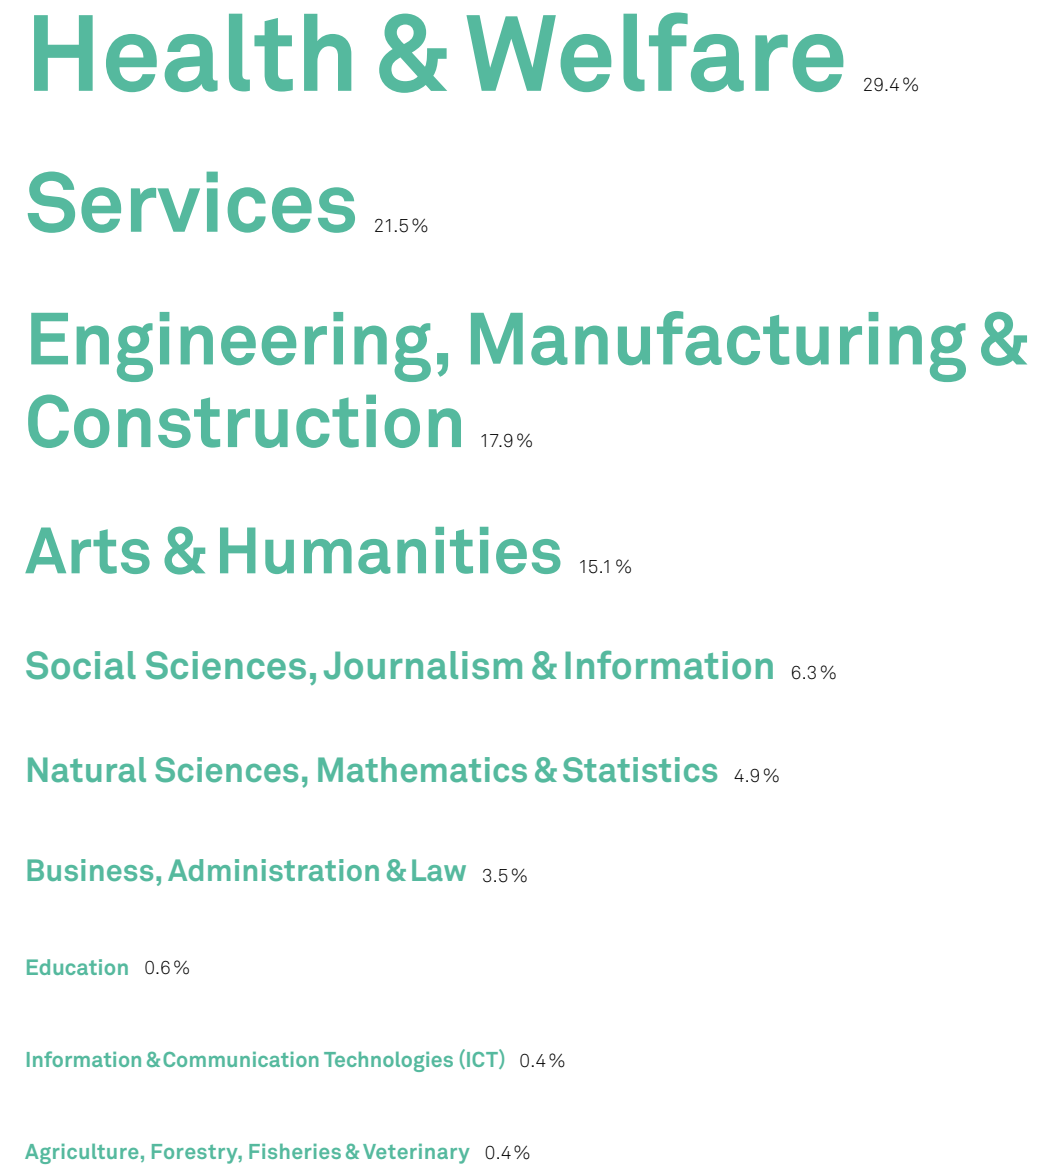 Health & Welfare 29.4%
Services 21.5%
Engineering, Manufacturing &
Construction 17.9%
Arts & Humanities 15.1%
Social Sciences, Journalism & Information 6.3%
Natural Sciences, Mathematics & Statistics 4.9%
Business, Administration & Law 3.5%
Education 0.6%
Information & Communication Technologies (ICT) 0.4%
Agriculture, Forestry, Fisheries & Veterinary 0.4%